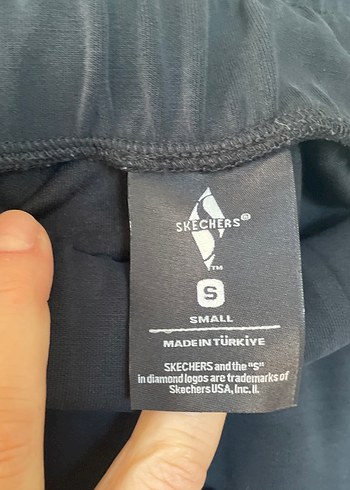 SKECHERS®
TM
S
SMALL
MADE IN TÜRKİYE
SKECHERS and the "S"
in diamond logos are trademarks of
Skechers USA, Inc. II.